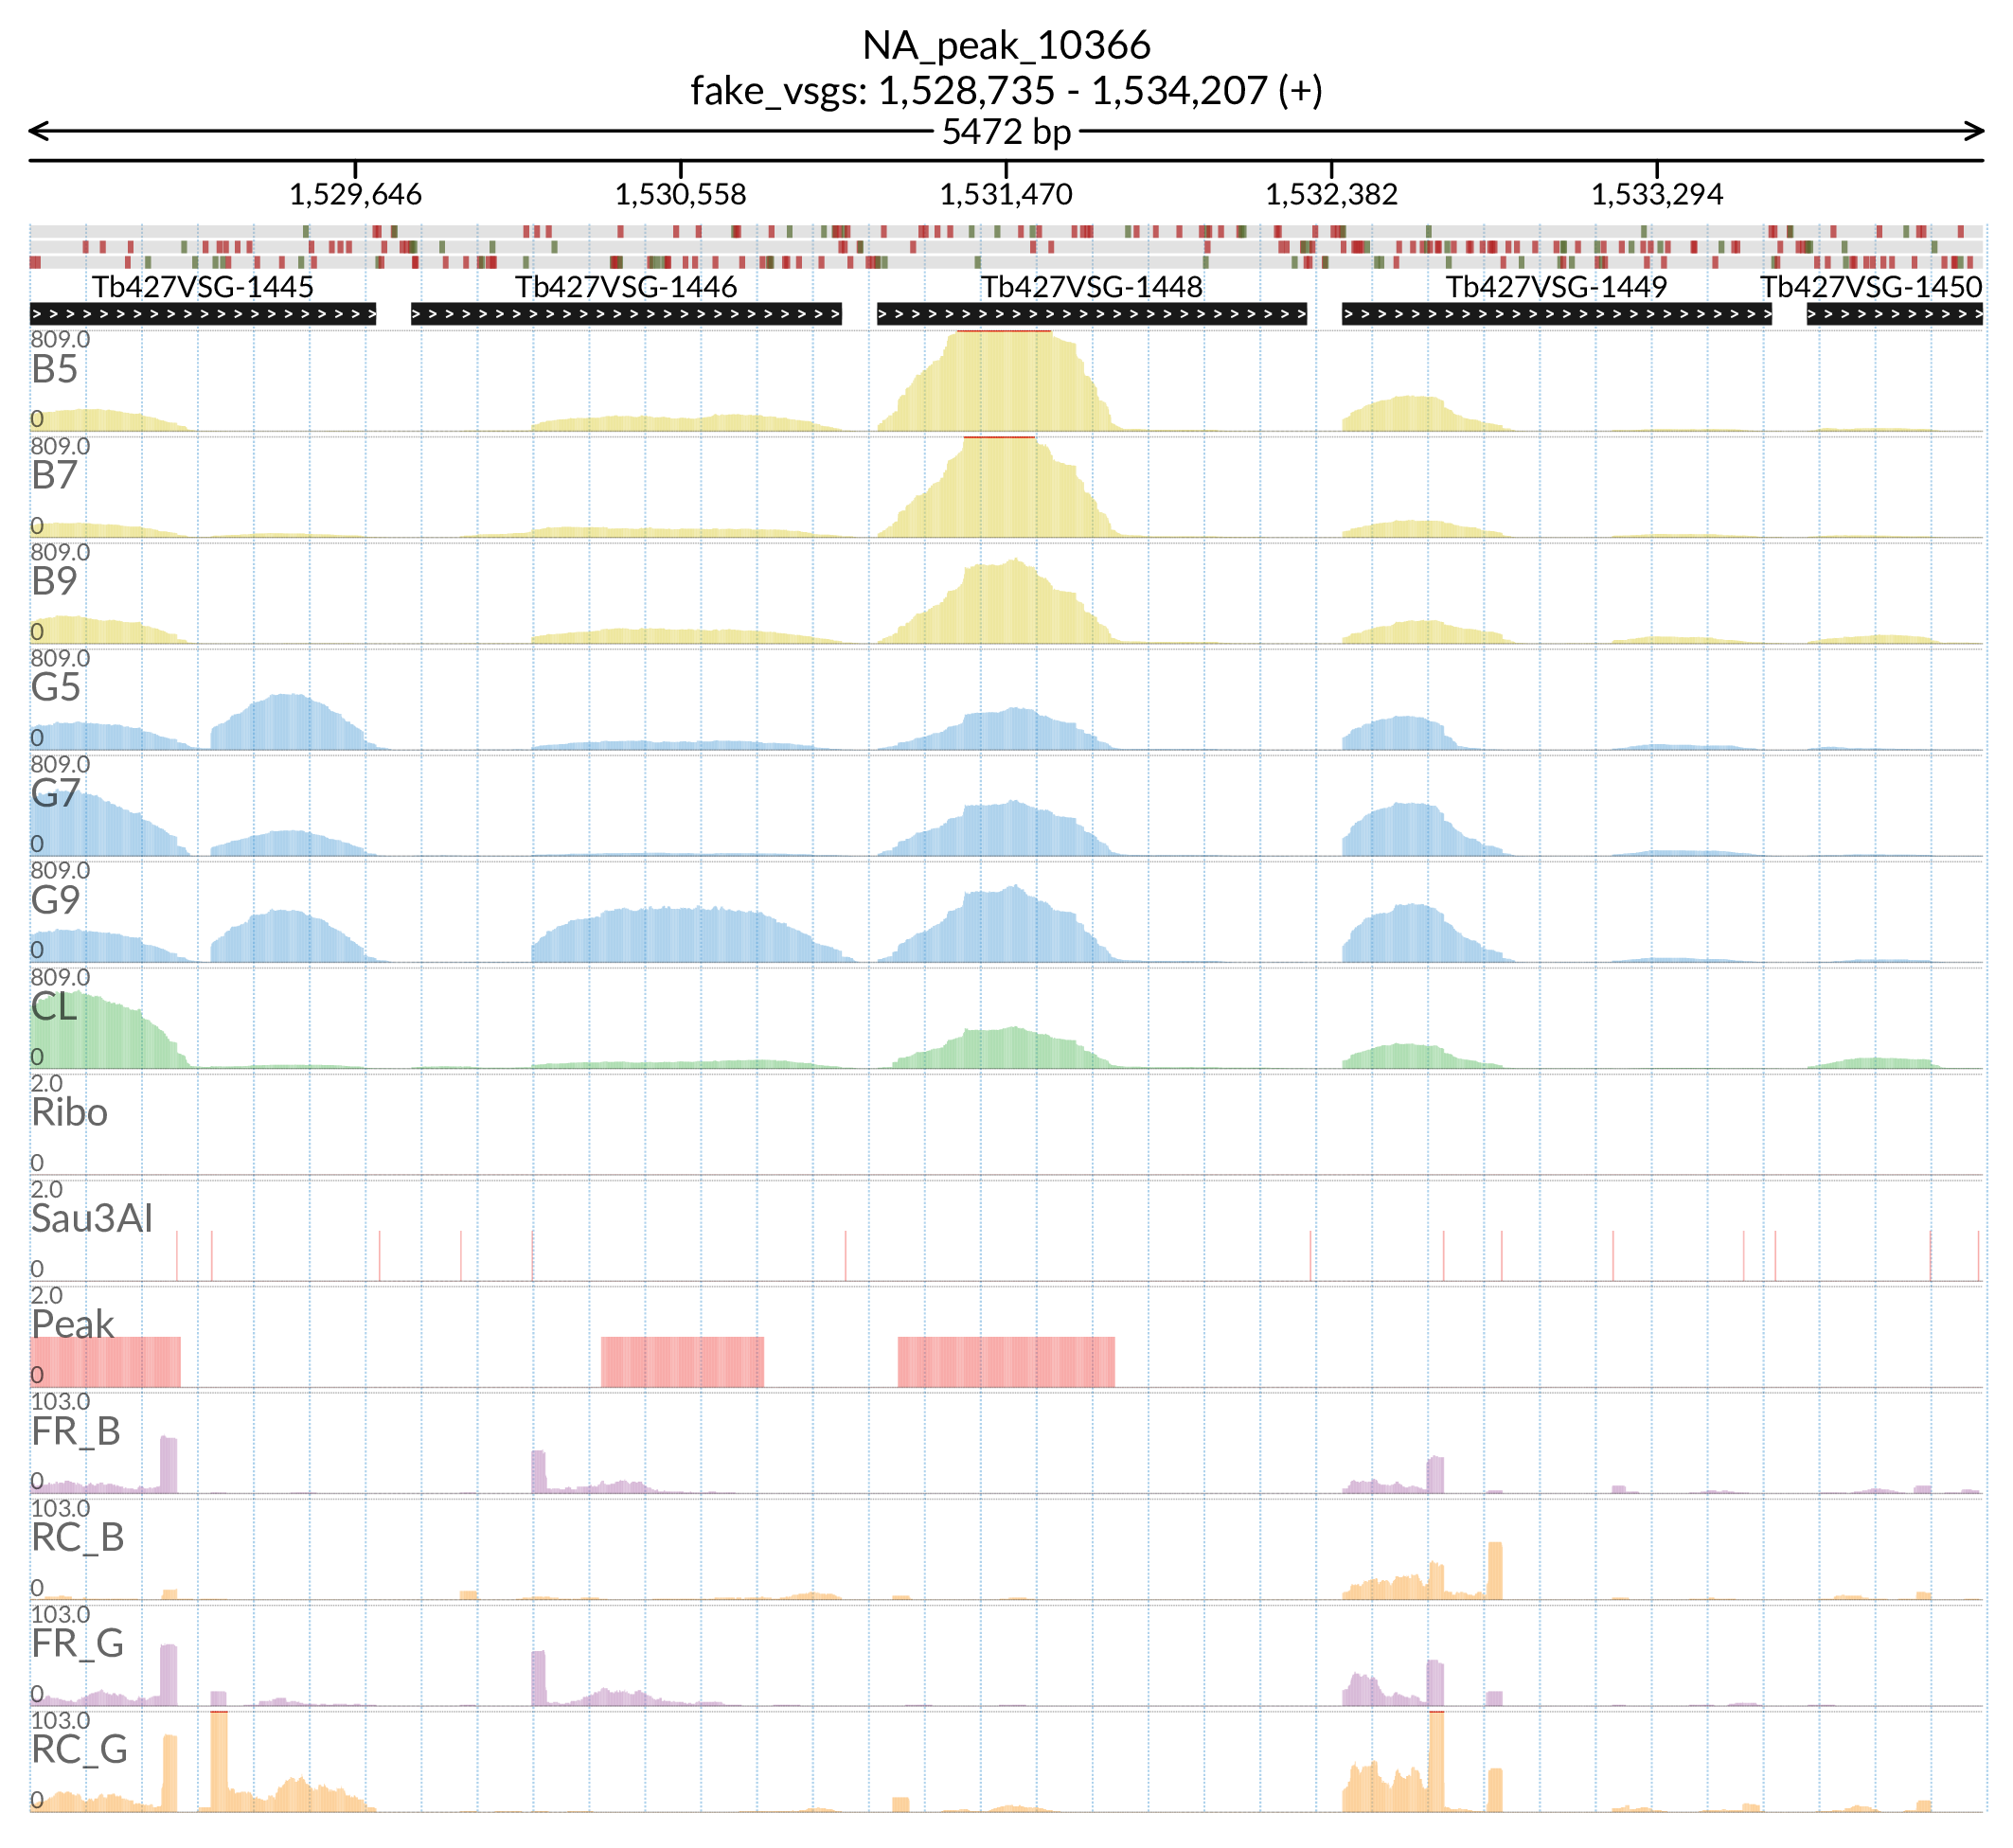 NA_peak_10366
fake_vsgs: 1,528,735 - 1,534,207 (+)
5472 bp
1,529,646 1,530,558 1,531,470 1,532,382 1,533,294
Tb427VSG-1445 Tb427VSG-1446 Tb427VSG-1448 Tb427VSG-1449 Tb427VSG-1450
809.0
B5
0
809.0
B7
0
809.0
B9
0
809.0
G5
0
809.0
G7
0
809.0
G9
0
809.0
CL
0
2.0
Ribo
0
2.0
Sau3AI
0
2.0
Peak
0
103.0
FR_B
0
103.0
RC_B
0
103.0
FR_G
0
103.0
RC_G
0